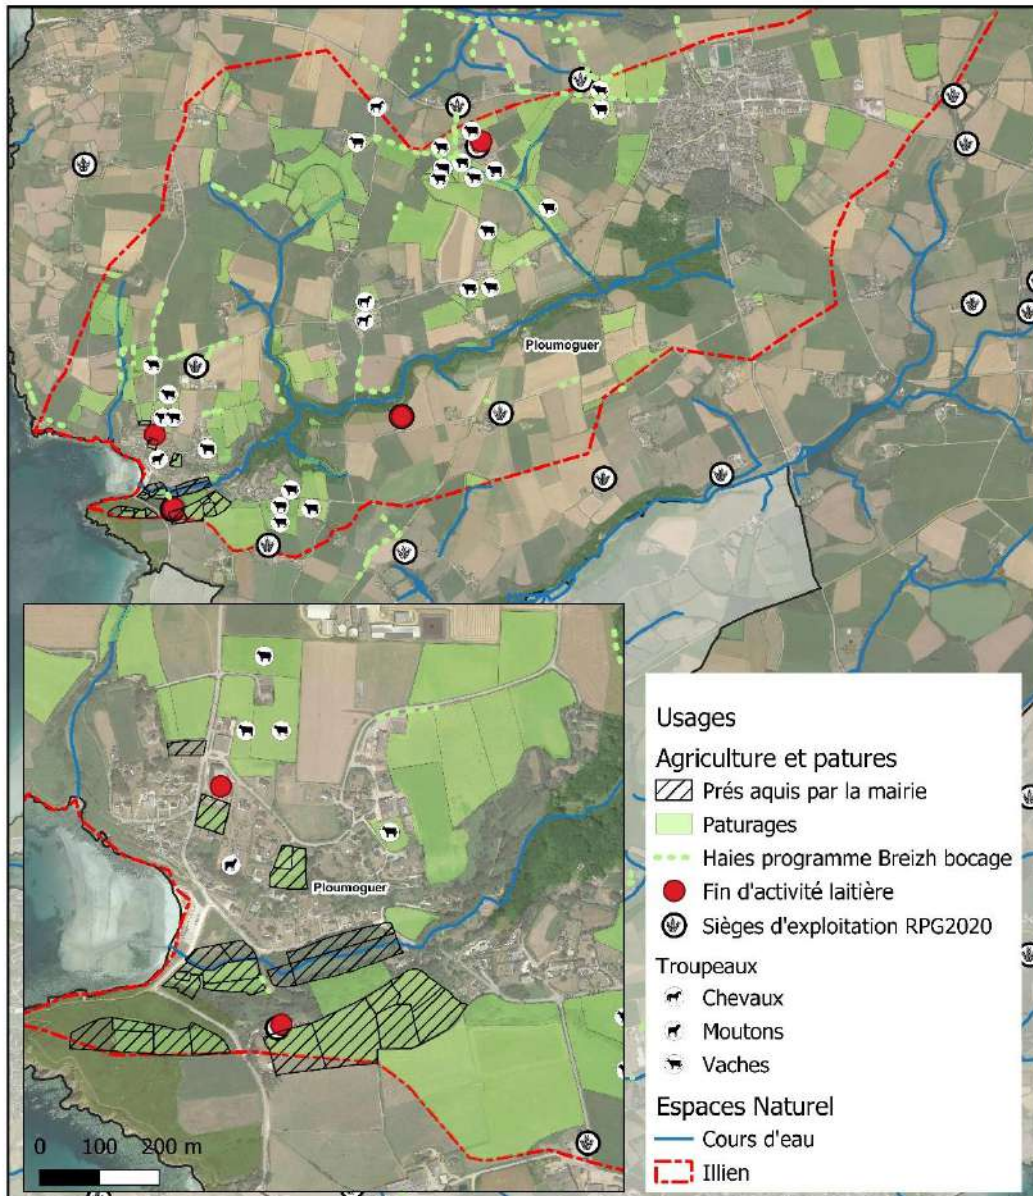 Ploumoguer
Ploumoguer
0 100 200 m
Usages
Agriculture et patures
Prés aquis par la mairie
Paturages
Haies programme Breizh bocage
Fin d'activité laitière
Sièges d'exploitation RPG2020
Troupeaux
Chevaux
Moutons
Vaches
Espaces Naturel
Cours d'eau
Illien